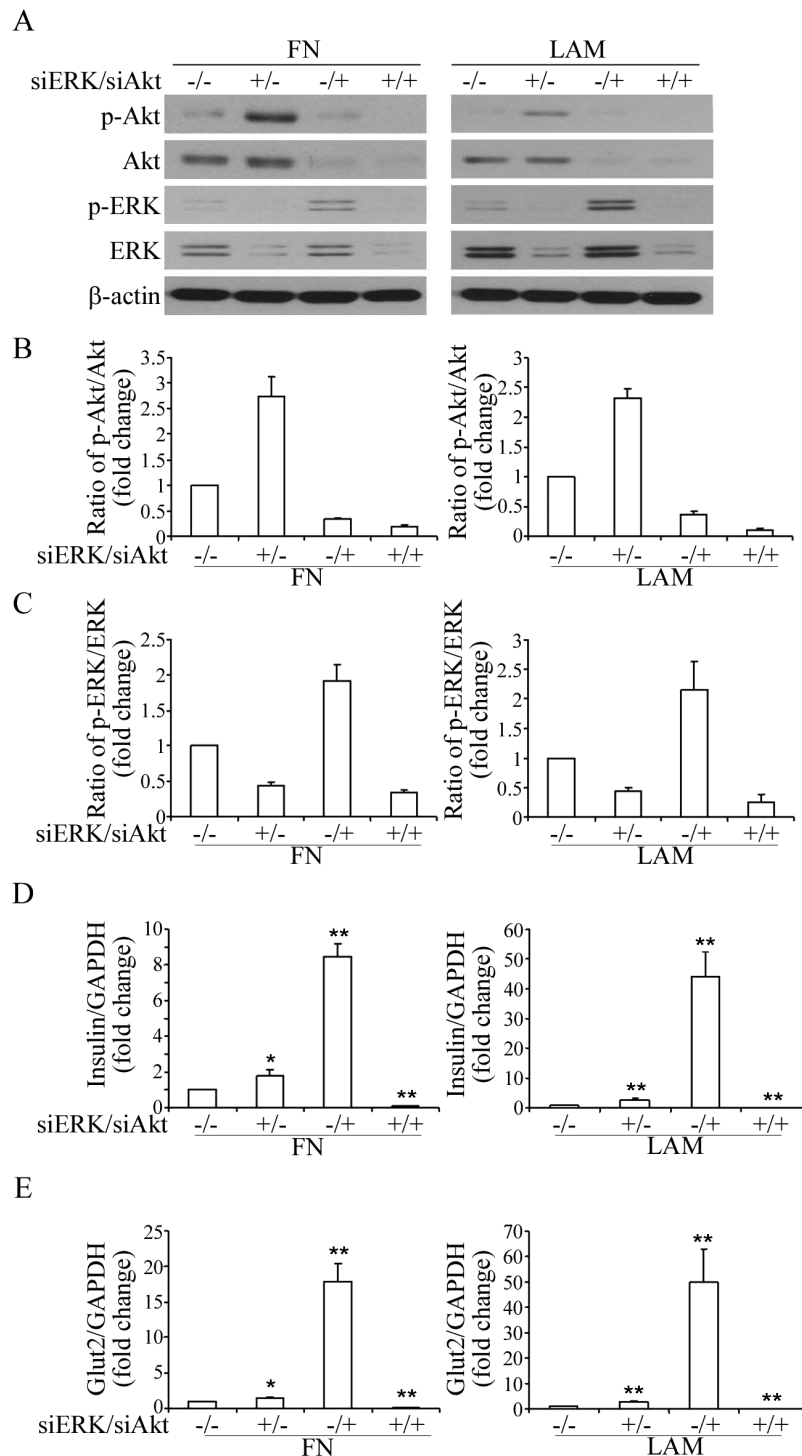 A
FN LAM
siERK/siAkt -/- +/- -/+ +/+ -/- +/- -/+ +/+
p-Akt
Akt
p-ERK
ERK
β-actin
B
Ratio of p-Akt/Akt
(fold change)
3.5
3
2.5
2
1.5
1
0.5
0
Ratio of p-Akt/Akt
(fold change)
3
2.5
2
1.5
1
0.5
0
siERK/siAkt -/- +/- -/+ +/+ -/- +/- -/+ +/+
FN LAM
C
Ratio of p-ERK/ERK
(fold change)
2.5
2
1.5
1
0.5
0
Ratio of p-ERK/ERK
(fold change)
3
2.5
2
1.5
1
0.5
0
siERK/siAkt -/- +/- -/+ +/+ -/- +/- -/+ +/+
FN LAM
D
Insulin/GAPDH
(fold change)
10
8
6
4
2
0
* ** **
Insulin/GAPDH
(fold change)
60
50
40
30
20
10
0
** ** **
siERK/siAkt -/- +/- -/+ +/+ -/- +/- -/+ +/+
FN LAM
E
Glut2/GAPDH
(fold change)
25
20
15
10
5
0
* ** **
Glut2/GAPDH
(fold change)
70
60
50
40
30
20
10
0
** ** **
siERK/siAkt -/- +/- -/+ +/+ -/- +/- -/+ +/+
FN LAM